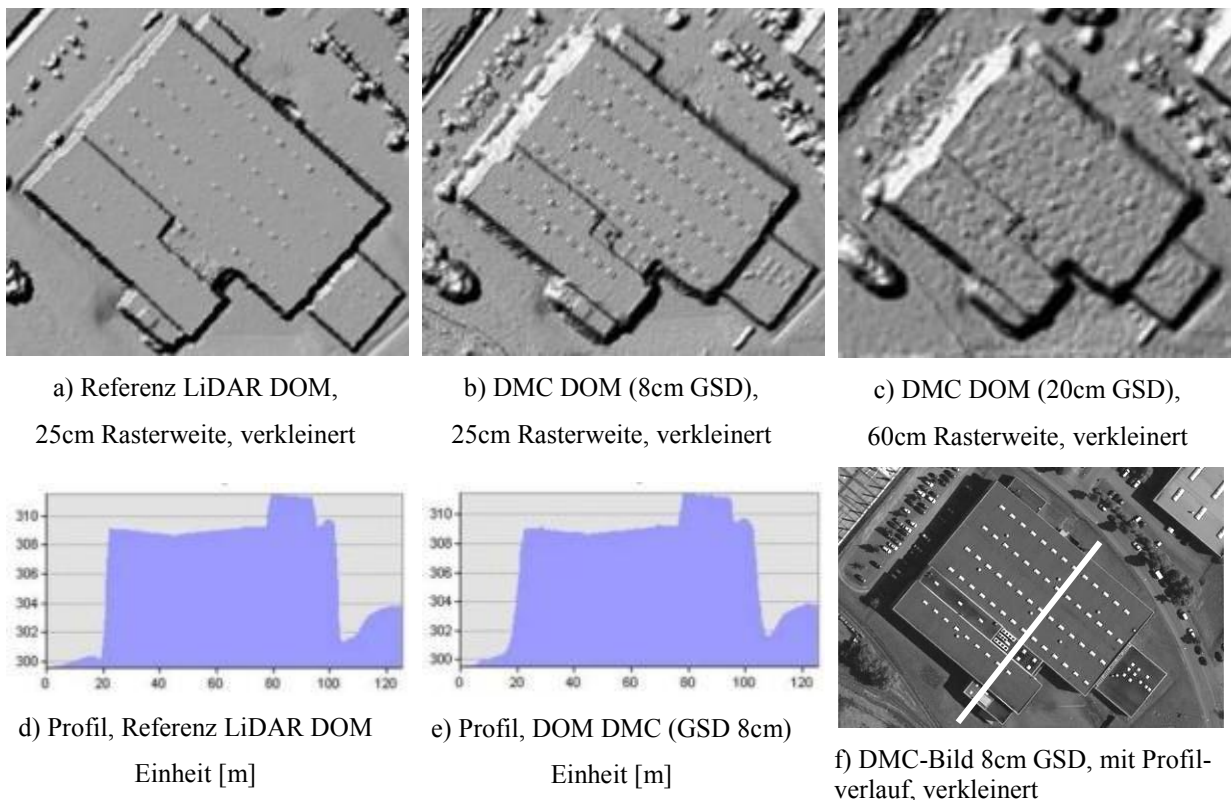 a) Referenz LiDAR DOM,
25cm Rasterweite, verkleinert
b) DMC DOM (8cm GSD),
25cm Rasterweite, verkleinert
c) DMC DOM (20cm GSD),
60cm Rasterweite, verkleinert
310
308
306
304
302
300
0 20 40 60 80 100 120
d) Profil, Referenz LiDAR DOM
Einheit [m]
310
308
306
304
302
300
0 20 40 60 80 100 120
e) Profil, DOM DMC (GSD 8cm)
Einheit [m]
f) DMC-Bild 8cm GSD, mit Profil-
verlauf, verkleinert